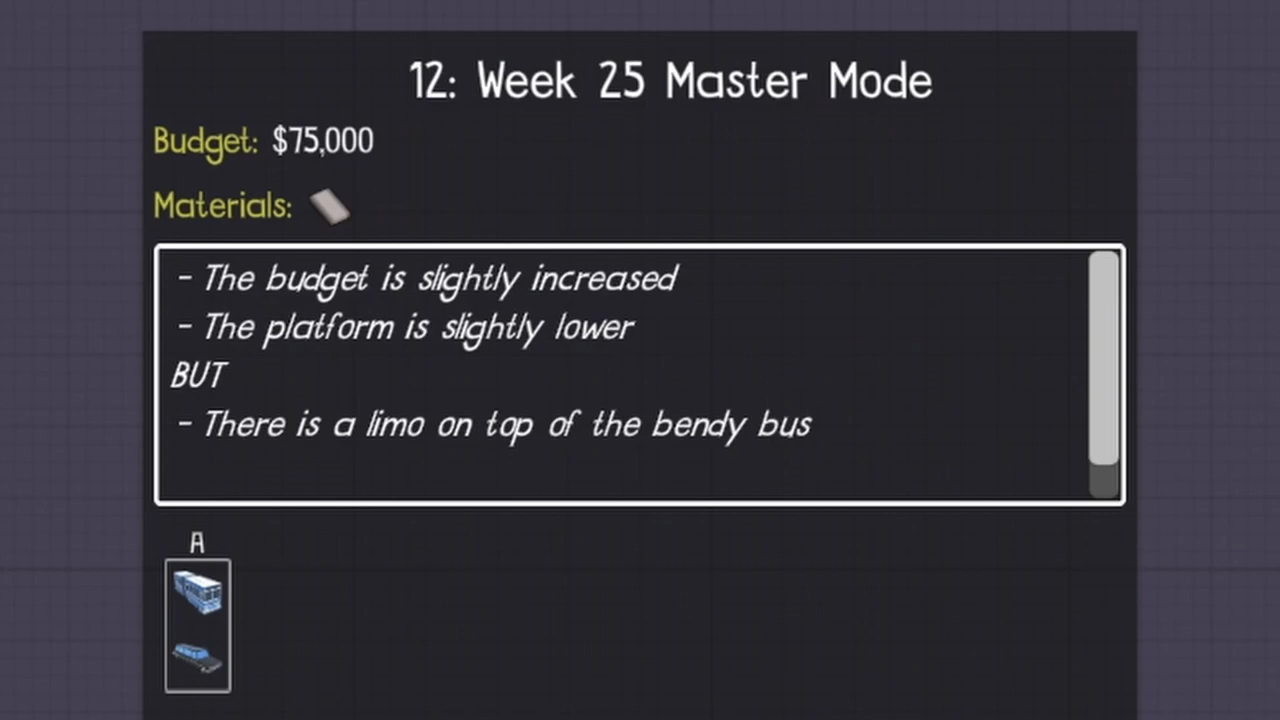 12: Week 25 Master Mode
Budget: $75,000
Materials:
- The budget is slightly increased
- The platform is slightly lower
BUT
- There is a limo on top of the bendy bus
A